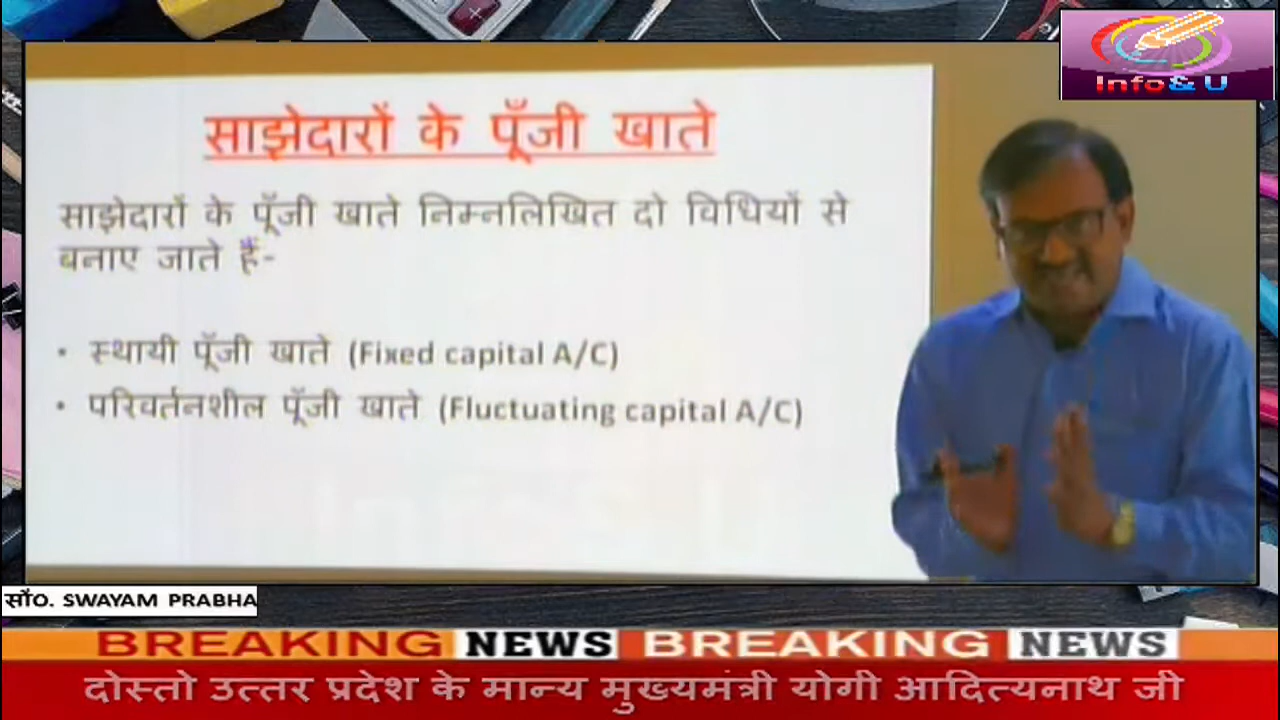 Info& U
साझेदारों के पूँजी खाते
साझेदारों के पूँजी खाते निम्नलिखित दो विधियों से
बनाए जाते हैं-
• स्थायी पूँजी खाते (Fixed capital A/C)
• परिवर्तनशील पूँजी खाते (Fluctuating capital A/C)
सौO. SWAYAM PRABHA
BREAKING NEWS BREAKING NEWS
दोस्तो उत्तर प्रदेश के मान्य मुख्यमंत्री योगी आदित्यनाथ जी